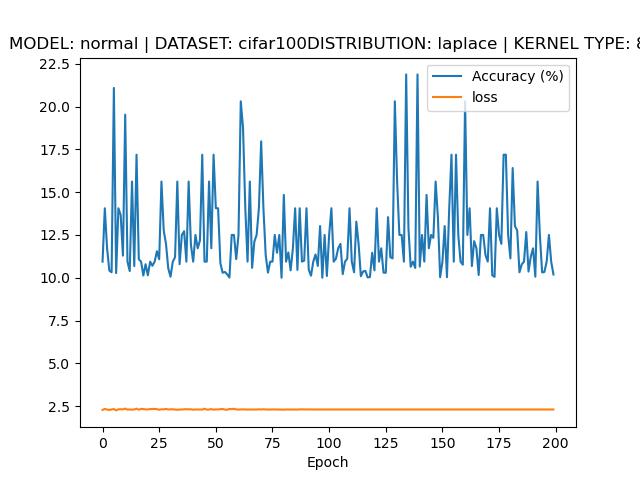 MODEL: normal | DATASET: cifar100DISTRIBUTION: laplace | KERNEL TYPE: 8
Accuracy (%)
loss
22.5
20.0
17.5
15.0
12.5
10.0
7.5
5.0
2.5
0 25 50 75 100 125 150 175 200
Epoch